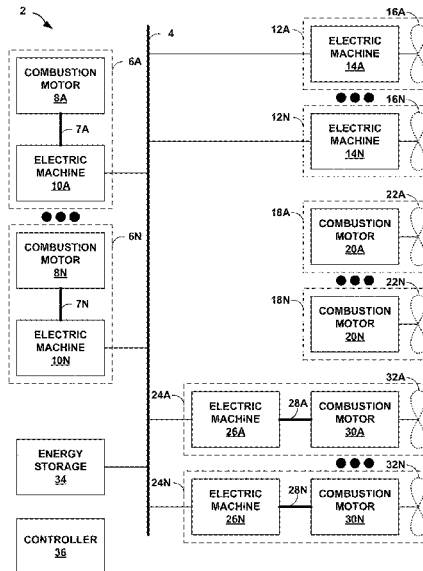 2
4
6A
COMBUSTION
MOTOR
8A
7A
ELECTRIC
MACHINE
10A
6N
COMBUSTION
MOTOR
8N
7N
ELECTRIC
MACHINE
10N
ENERGY
STORAGE
34
CONTROLLER
36
12A
16A
ELECTRIC
MACHINE
14A
12N
16N
ELECTRIC
MACHINE
14N
18A
22A
COMBUSTION
MOTOR
20A
18N
22N
COMBUSTION
MOTOR
20N
24A
32A
ELECTRIC
MACHINE
26A
28A
COMBUSTION
MOTOR
30A
24N
32N
ELECTRIC
MACHINE
26N
28N
COMBUSTION
MOTOR
30N